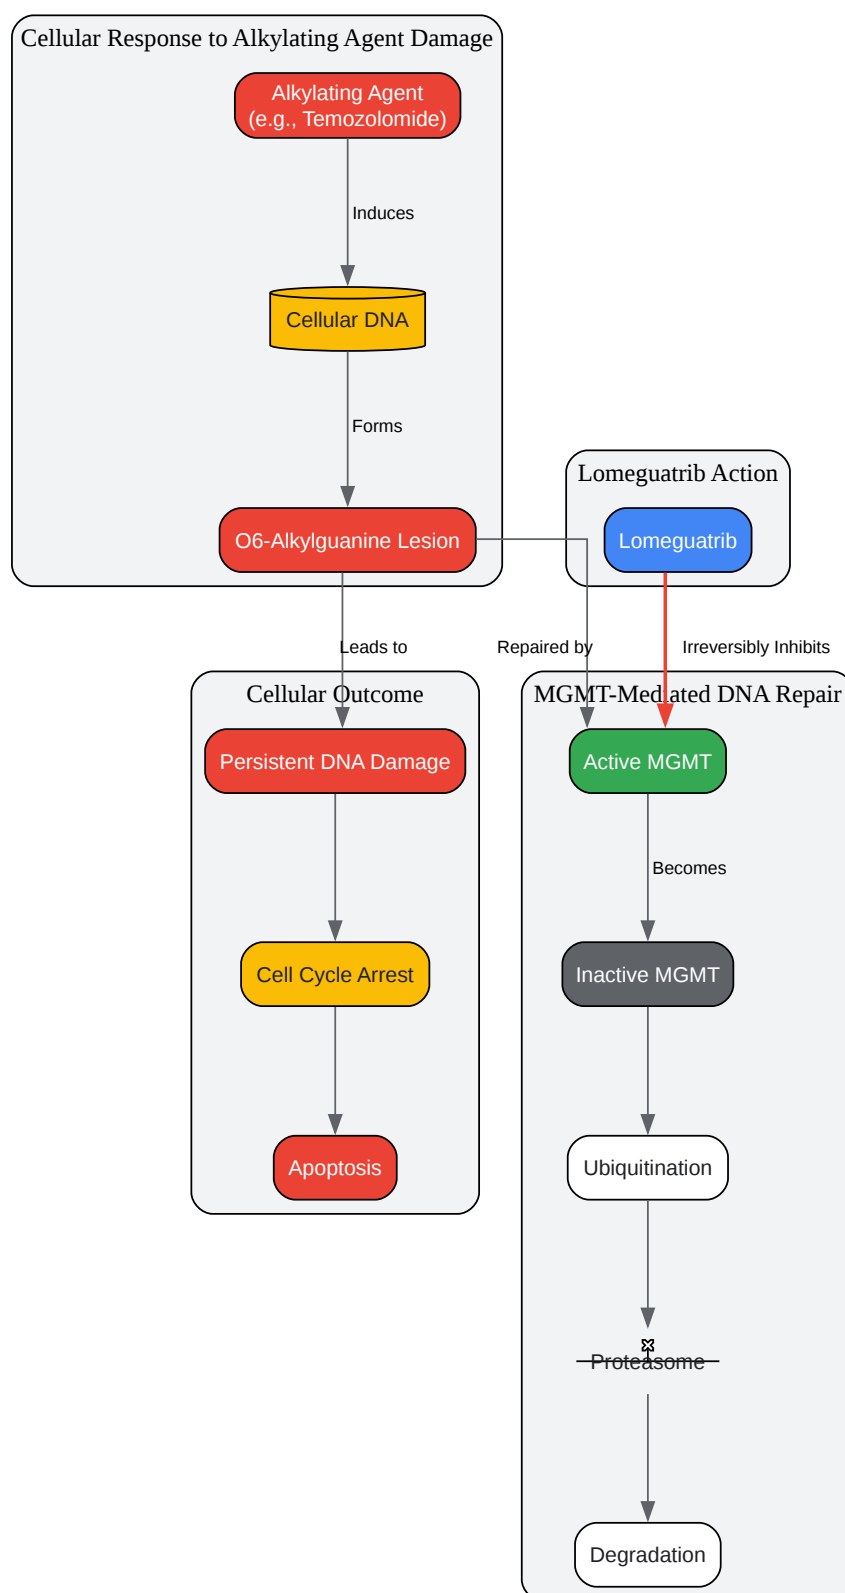 Cellular Response to Alkylating Agent Damage
Alkylating Agent
(e.g., Temozolomide)
Induces
Cellular DNA
Forms
O6-Alkylguanine Lesion
Lomeguatrib Action
Lomeguatrib
Leads to
Repaired by
Irreversibly Inhibits
Cellular Outcome
MGMT-Mediated DNA Repair
Persistent DNA Damage
Active MGMT
Becomes
Cell Cycle Arrest
Inactive MGMT
Apoptosis
Ubiquitination
Proteasome
Degradation